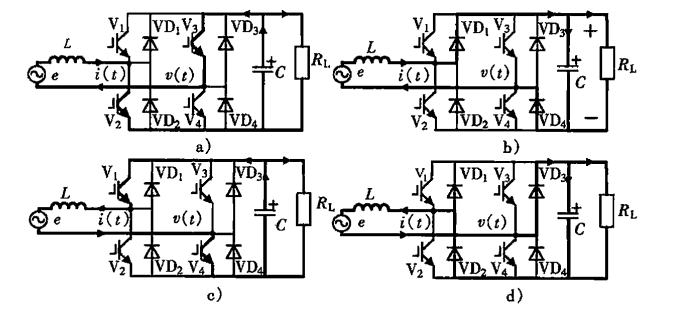 V1 VD1 V3 VD3
L i(t) v(t) + C RL
e
V2 VD2 V4 VD4
a)
V1 VD1 V3 VD3 +
L i(t) v(t) + C RL
e
V2 VD2 V4 VD4 −
b)
V1 VD1 V3 VD3
L i(t) v(t) + C RL
e
V2 VD2 V4 VD4
c)
V1 VD1 V3 VD3
L i(t) v(t) + C RL
e
V2 VD2 V4 VD4
d)